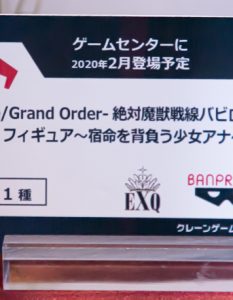 ゲームセンターに
2020年2月登場予定
/Grand Order- 絶対魔獣戦線バビロ
フィギュア～宿命を背負う少女アナ～
1種
EXQ
BANPR
クレーンゲーム